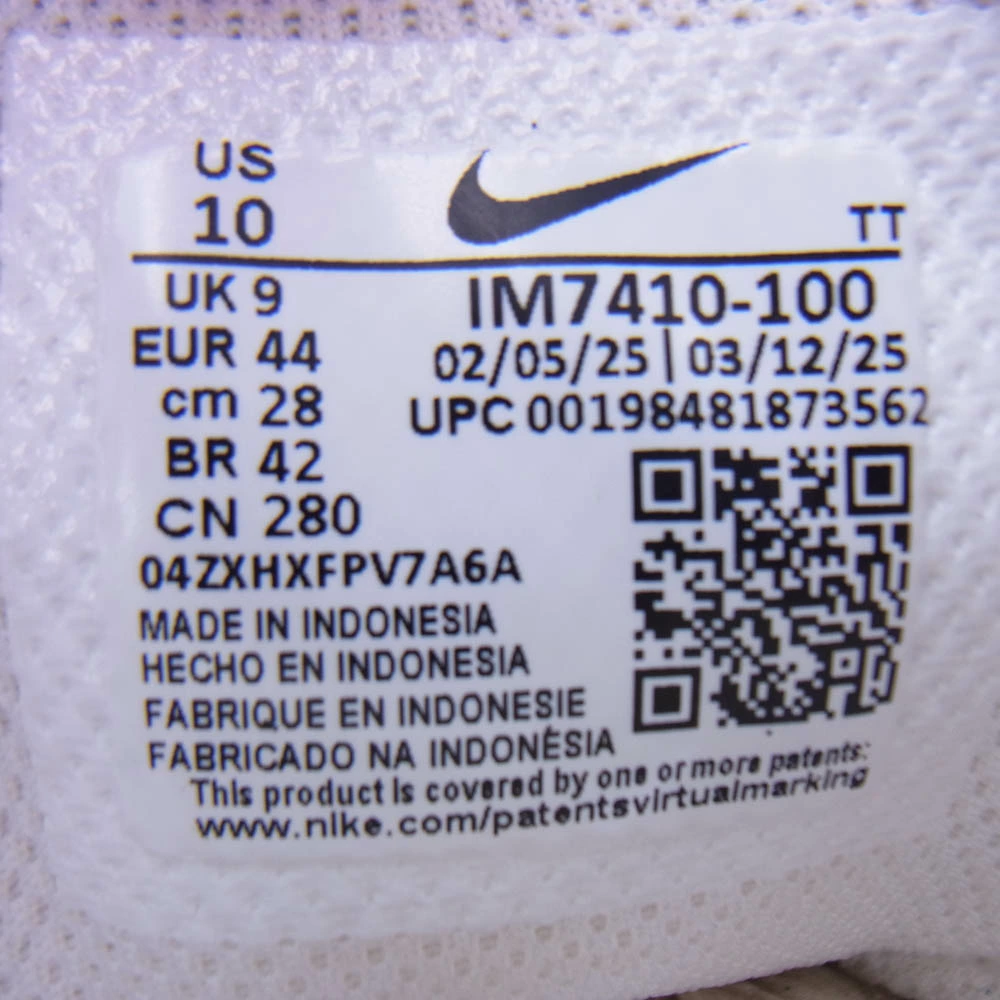 US
10
TT
UK 9
EUR 44
cm 28
BR 42
CN 280
IM7410-100
02/05/25 | 03/12/25
UPC 00198481873562
04ZXHXFPV7A6A
MADE IN INDONESIA
HECHO EN INDONESIA
FABRIQUE EN INDONESIE
FABRICADO NA INDONÉSIA
This product is covered by one or more patents:
www.nike.com/patentsvirtualmarking